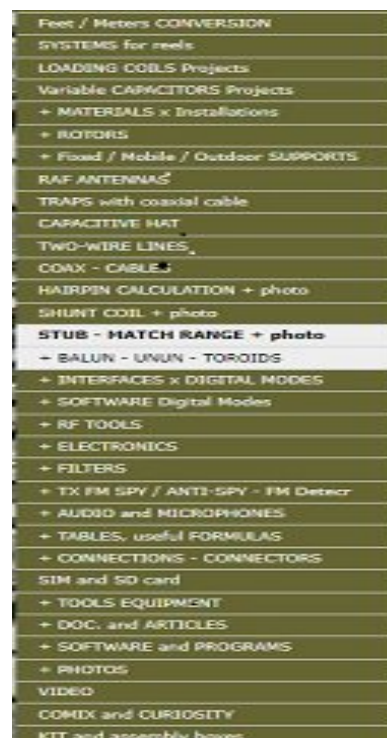 Feet / Meters CONVERSION
SYSTEMS for reels
LOADING COILS Projects
Variable CAPACITORS Projects
+ MATERIALS x Installations
+ ROTORS
+ Fixed / Mobile / Outdoor SUPPORTS
RAF ANTENNAS
TRAPS with coaxial cable
CAPACITIVE HAT
TWO-WIRE LINES
COAX - CABLES
HAIRPIN CALCULATION + photo
SHUNT COIL + photo
STUB - MATCH RANGE + photo
+ BALUN - UNUN - TOROIDS
+ INTERFACES x DIGITAL MODES
+ SOFTWARE Digital Modes
+ RF TOOLS
+ ELECTRONICS
+ FILTERS
+ TX FM SPY / ANTI-SPY - FM Detecr
+ AUDIO and MICROPHONES
+ TABLES, useful FORMULAS
+ CONNECTIONS - CONNECTORS
SIM and SD card
+ TOOLS EQUIPMENT
+ DOC. and ARTICLES
+ SOFTWARE and PROGRAMS
+ PHOTOS
VIDEO
COMIX and CURIOSITY
KIT and assembly boxes